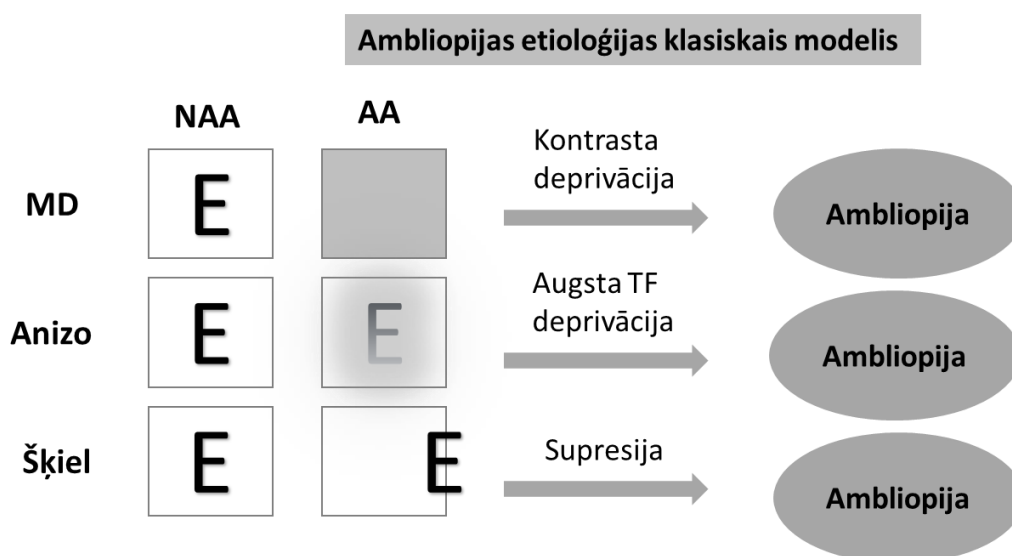 Ambliopijas etioloģijas klasiskais modelis
NAA AA
MD E Kontrasta
deprivācija Ambliopija
Anizo E E Augsta TF
deprivācija Ambliopija
Šķiel E E Supresija Ambliopija